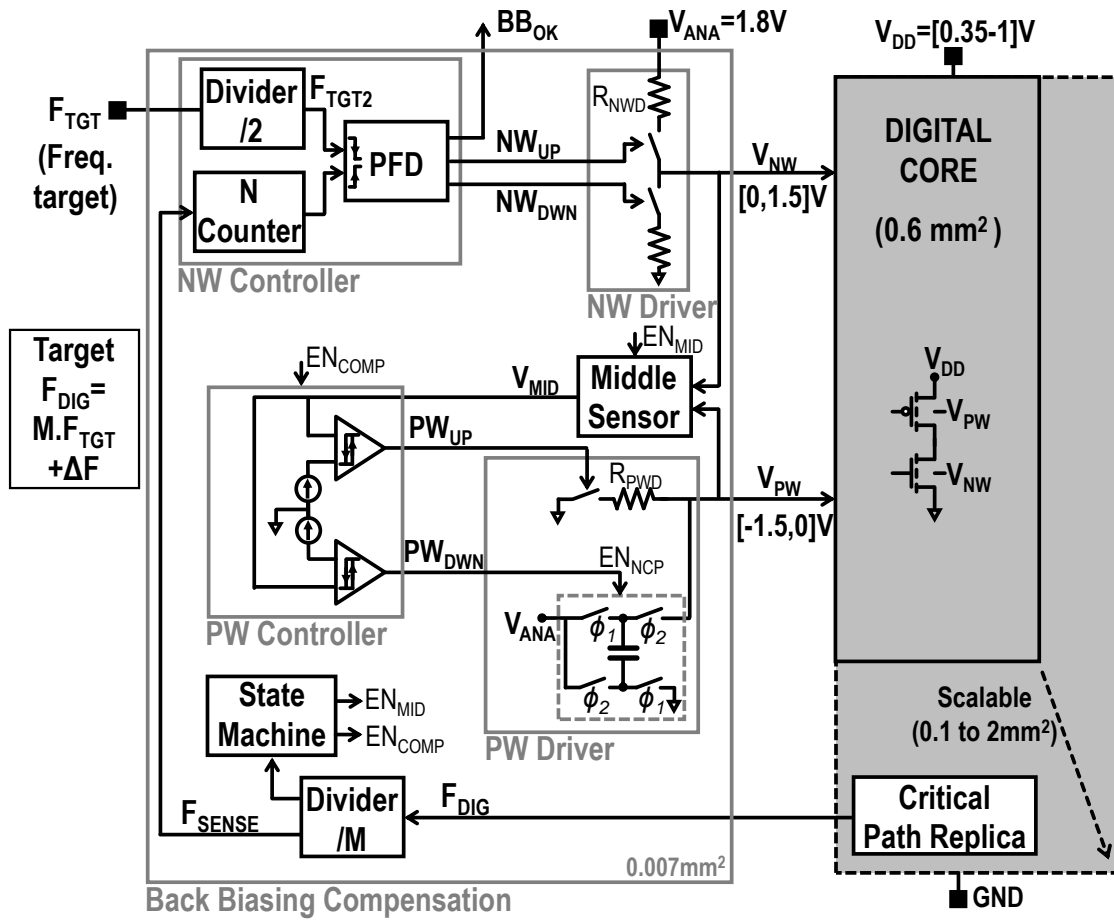 BB_OK
V_ANA=1.8V
V_DD=[0.35-1]V
F_TGT
(Freq.
target)
Divider
/2
F_TGT2
N
Counter
PFD
NW_UP
NW_DWN
NW Controller
R_NWD
NW Driver
V_NW
[0,1.5]V
DIGITAL
CORE
(0.6 mm²)
Target
F_DIG=
M.F_TGT
+ΔF
EN_COMP
EN_MID
V_MID
Middle
Sensor
PW_UP
PW_DWN
PW Controller
R_PWD
EN_NCP
V_ANA
ϕ1
ϕ2
ϕ2
ϕ1
PW Driver
V_PW
[-1.5,0]V
V_DD
V_PW
V_NW
State
Machine
EN_MID
EN_COMP
Divider
/M
F_SENSE
F_DIG
Scalable
(0.1 to 2mm²)
Critical
Path Replica
0.007mm²
Back Biasing Compensation
GND